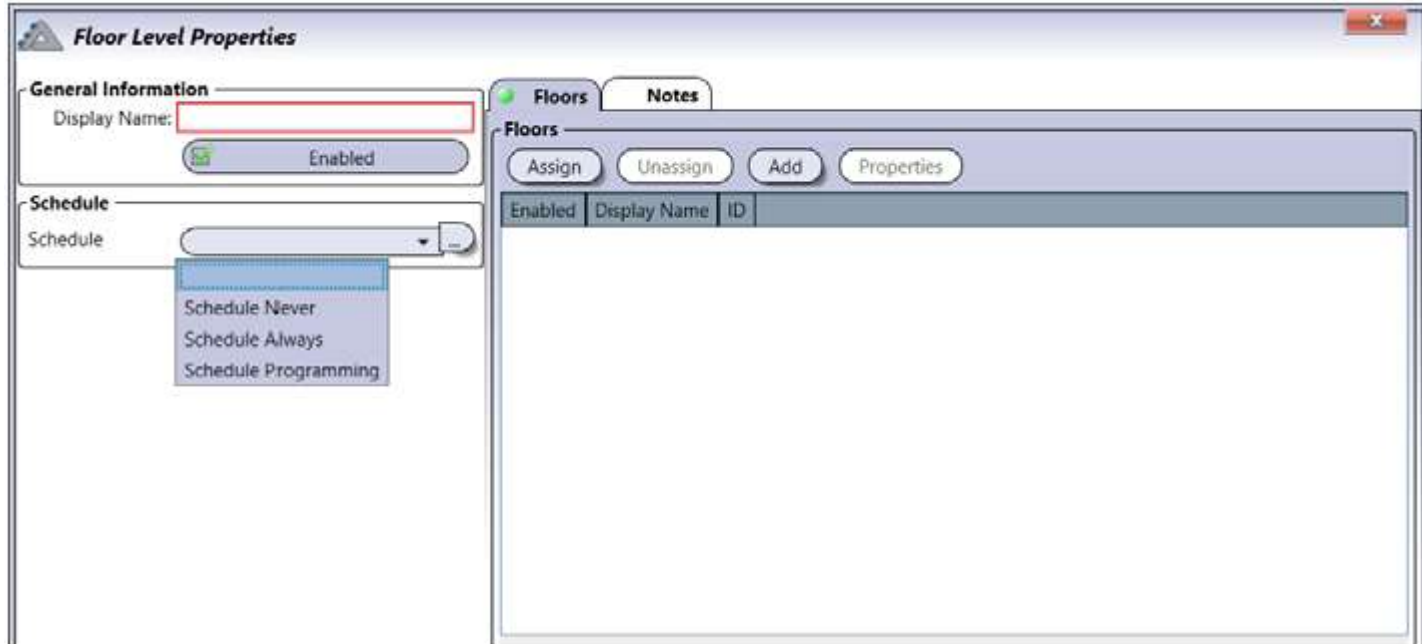 Floor Level Properties
x
General Information
Display Name:
Enabled
Schedule
Schedule
...
Schedule Never
Schedule Always
Schedule Programming
Floors
Notes
Floors
Assign
Unassign
Add
Properties
Enabled
Display Name
ID